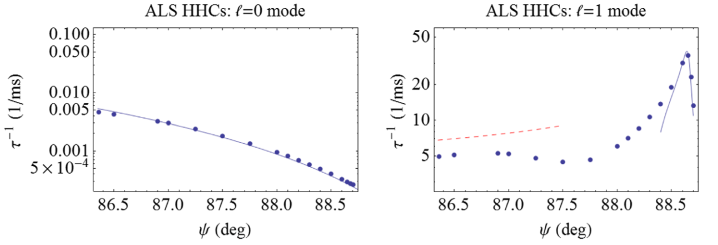 ALS HHCs: ℓ=0 mode
τ⁻¹ (1/ms)
0.100
0.050
0.010
0.005
0.001
5×10⁻⁴
86.5 87.0 87.5 88.0 88.5
ψ (deg)
ALS HHCs: ℓ=1 mode
τ⁻¹ (1/ms)
50
20
10
5
86.5 87.0 87.5 88.0 88.5
ψ (deg)